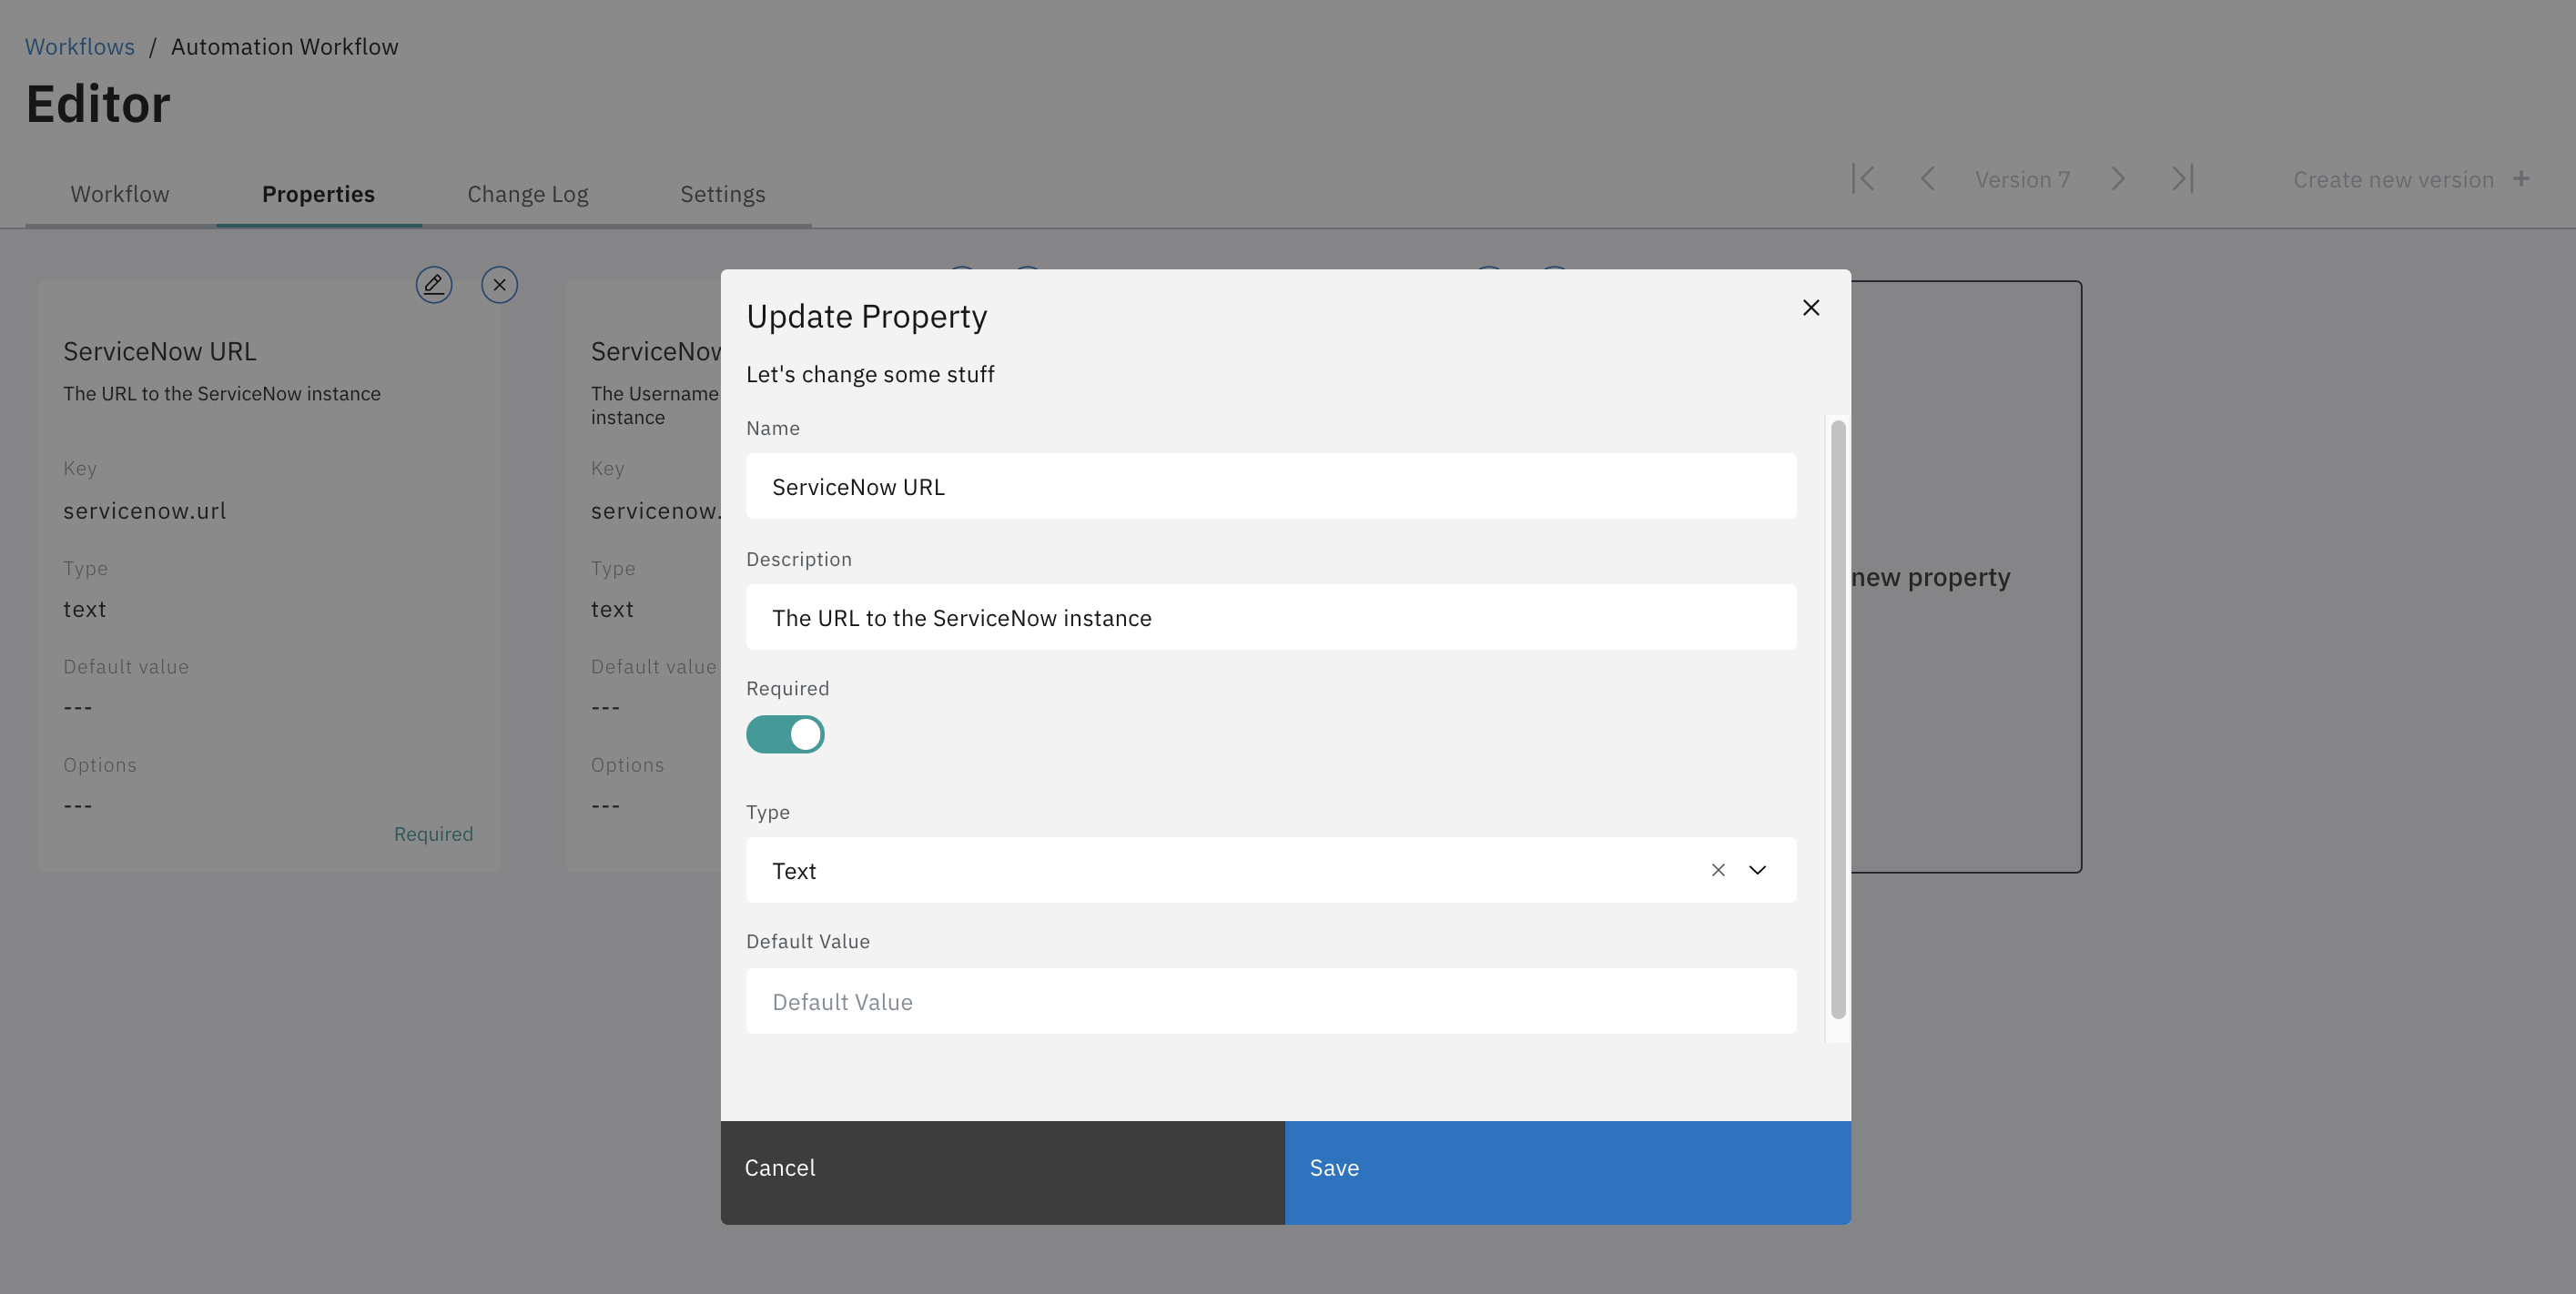 Workflows / Automation Workflow
Editor
Workflow
Properties
Change Log
Settings
Version 7
Create new version +
ServiceNow URL
The URL to the ServiceNow instance
Key
servicenow.url
Type
text
Default value
---
Options
---
Required
ServiceNow
The Username
instance
Key
servicenow.
Type
text
Default value
---
Options
---
Update Property
Let's change some stuff
Name
ServiceNow URL
Description
The URL to the ServiceNow instance
Required
Type
Text
Default Value
Default Value
Cancel
Save
new property